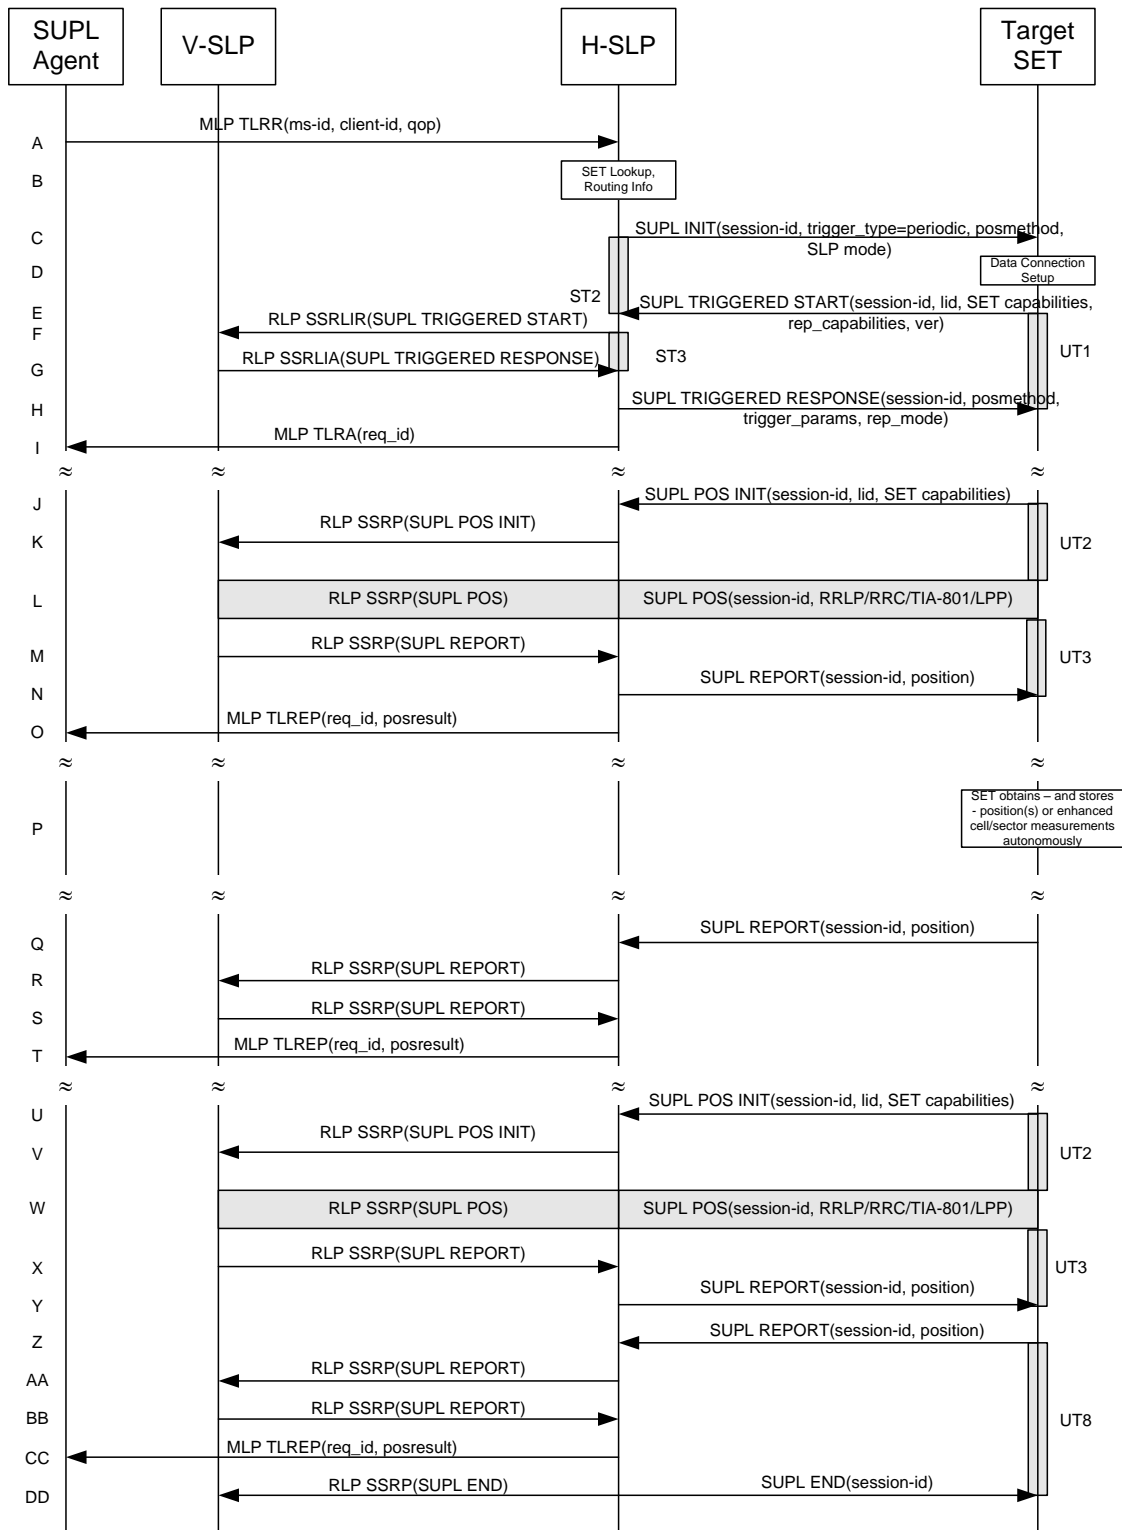 SUPL
Agent
V-SLP
H-SLP
Target
SET
MLP TLRR(ms-id, client-id, qop)
A
B
SET Lookup,
Routing Info
C
SUPL INIT(session-id, trigger_type=periodic, posmethod,
SLP mode)
D
Data Connection
Setup
ST2
E
SUPL TRIGGERED START(session-id, lid, SET capabilities,
rep_capabilities, ver)
F
RLP SSRLIR(SUPL TRIGGERED START)
ST3
UT1
G
RLP SSRLIA(SUPL TRIGGERED RESPONSE)
H
SUPL TRIGGERED RESPONSE(session-id, posmethod,
trigger_params, rep_mode)
I
MLP TLRA(req_id)
≈ ≈ ≈ ≈
J
SUPL POS INIT(session-id, lid, SET capabilities)
K
RLP SSRP(SUPL POS INIT)
UT2
L
RLP SSRP(SUPL POS)
SUPL POS(session-id, RRLP/RRC/TIA-801/LPP)
M
RLP SSRP(SUPL REPORT)
UT3
N
SUPL REPORT(session-id, position)
O
MLP TLREP(req_id, posresult)
≈ ≈ ≈ ≈
P
SET obtains – and stores
- position(s) or enhanced
cell/sector measurements
autonomously
≈ ≈ ≈ ≈
Q
SUPL REPORT(session-id, position)
R
RLP SSRP(SUPL REPORT)
S
RLP SSRP(SUPL REPORT)
T
MLP TLREP(req_id, posresult)
≈ ≈ ≈ ≈
U
SUPL POS INIT(session-id, lid, SET capabilities)
V
RLP SSRP(SUPL POS INIT)
UT2
W
RLP SSRP(SUPL POS)
SUPL POS(session-id, RRLP/RRC/TIA-801/LPP)
X
RLP SSRP(SUPL REPORT)
UT3
Y
SUPL REPORT(session-id, position)
Z
SUPL REPORT(session-id, position)
AA
RLP SSRP(SUPL REPORT)
BB
RLP SSRP(SUPL REPORT)
UT8
CC
MLP TLREP(req_id, posresult)
DD
RLP SSRP(SUPL END)
SUPL END(session-id)